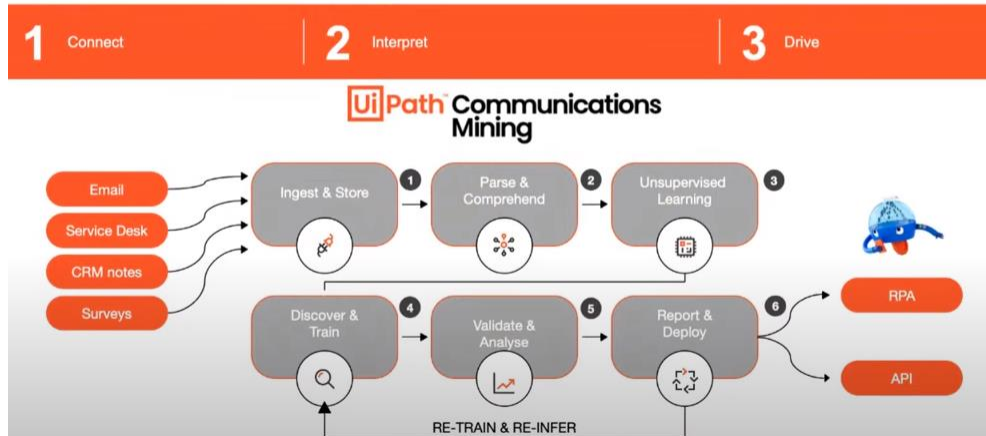 1 Connect
2 Interpret
3 Drive
UiPath™ Communications
Mining
Email
Service Desk
CRM notes
Surveys
Ingest & Store
1
Parse &
Comprehend
2
Unsupervised
Learning
3
Discover &
Train
4
Validate &
Analyse
5
Report &
Deploy
6
RPA
API
RE-TRAIN & RE-INFER